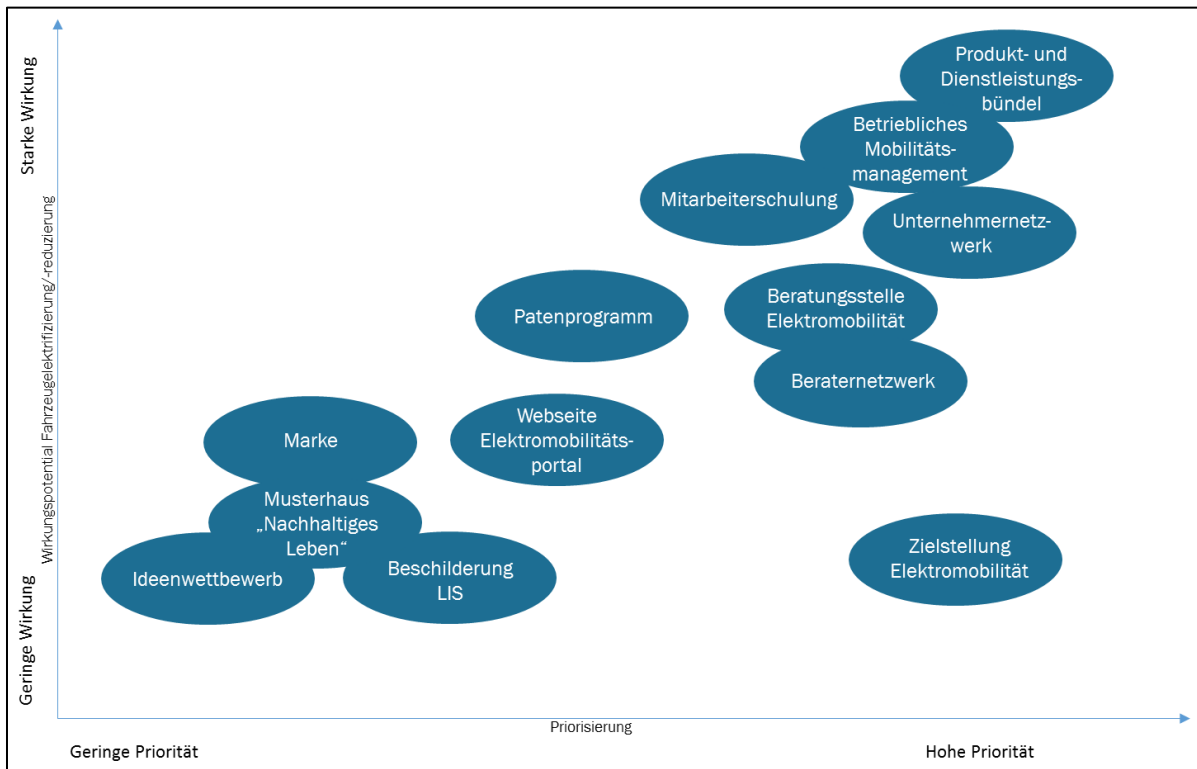 Starke Wirkung
Wirkungspotential Fahrzeugelektrifizierung/-reduzierung
Geringe Wirkung
Produkt- und
Dienstleistungs-
bündel
Betriebliches
Mobilitäts-
management
Mitarbeiterschulung
Unternehmernetz-
werk
Patenprogramm
Beratungsstelle
Elektromobilität
Beraternetzwerk
Marke
Webseite
Elektromobilitäts-
portal
Musterhaus
„Nachhaltiges
Leben“
Ideenwettbewerb
Beschilderung
LIS
Zielstellung
Elektromobilität
Priorisierung
Geringe Priorität
Hohe Priorität